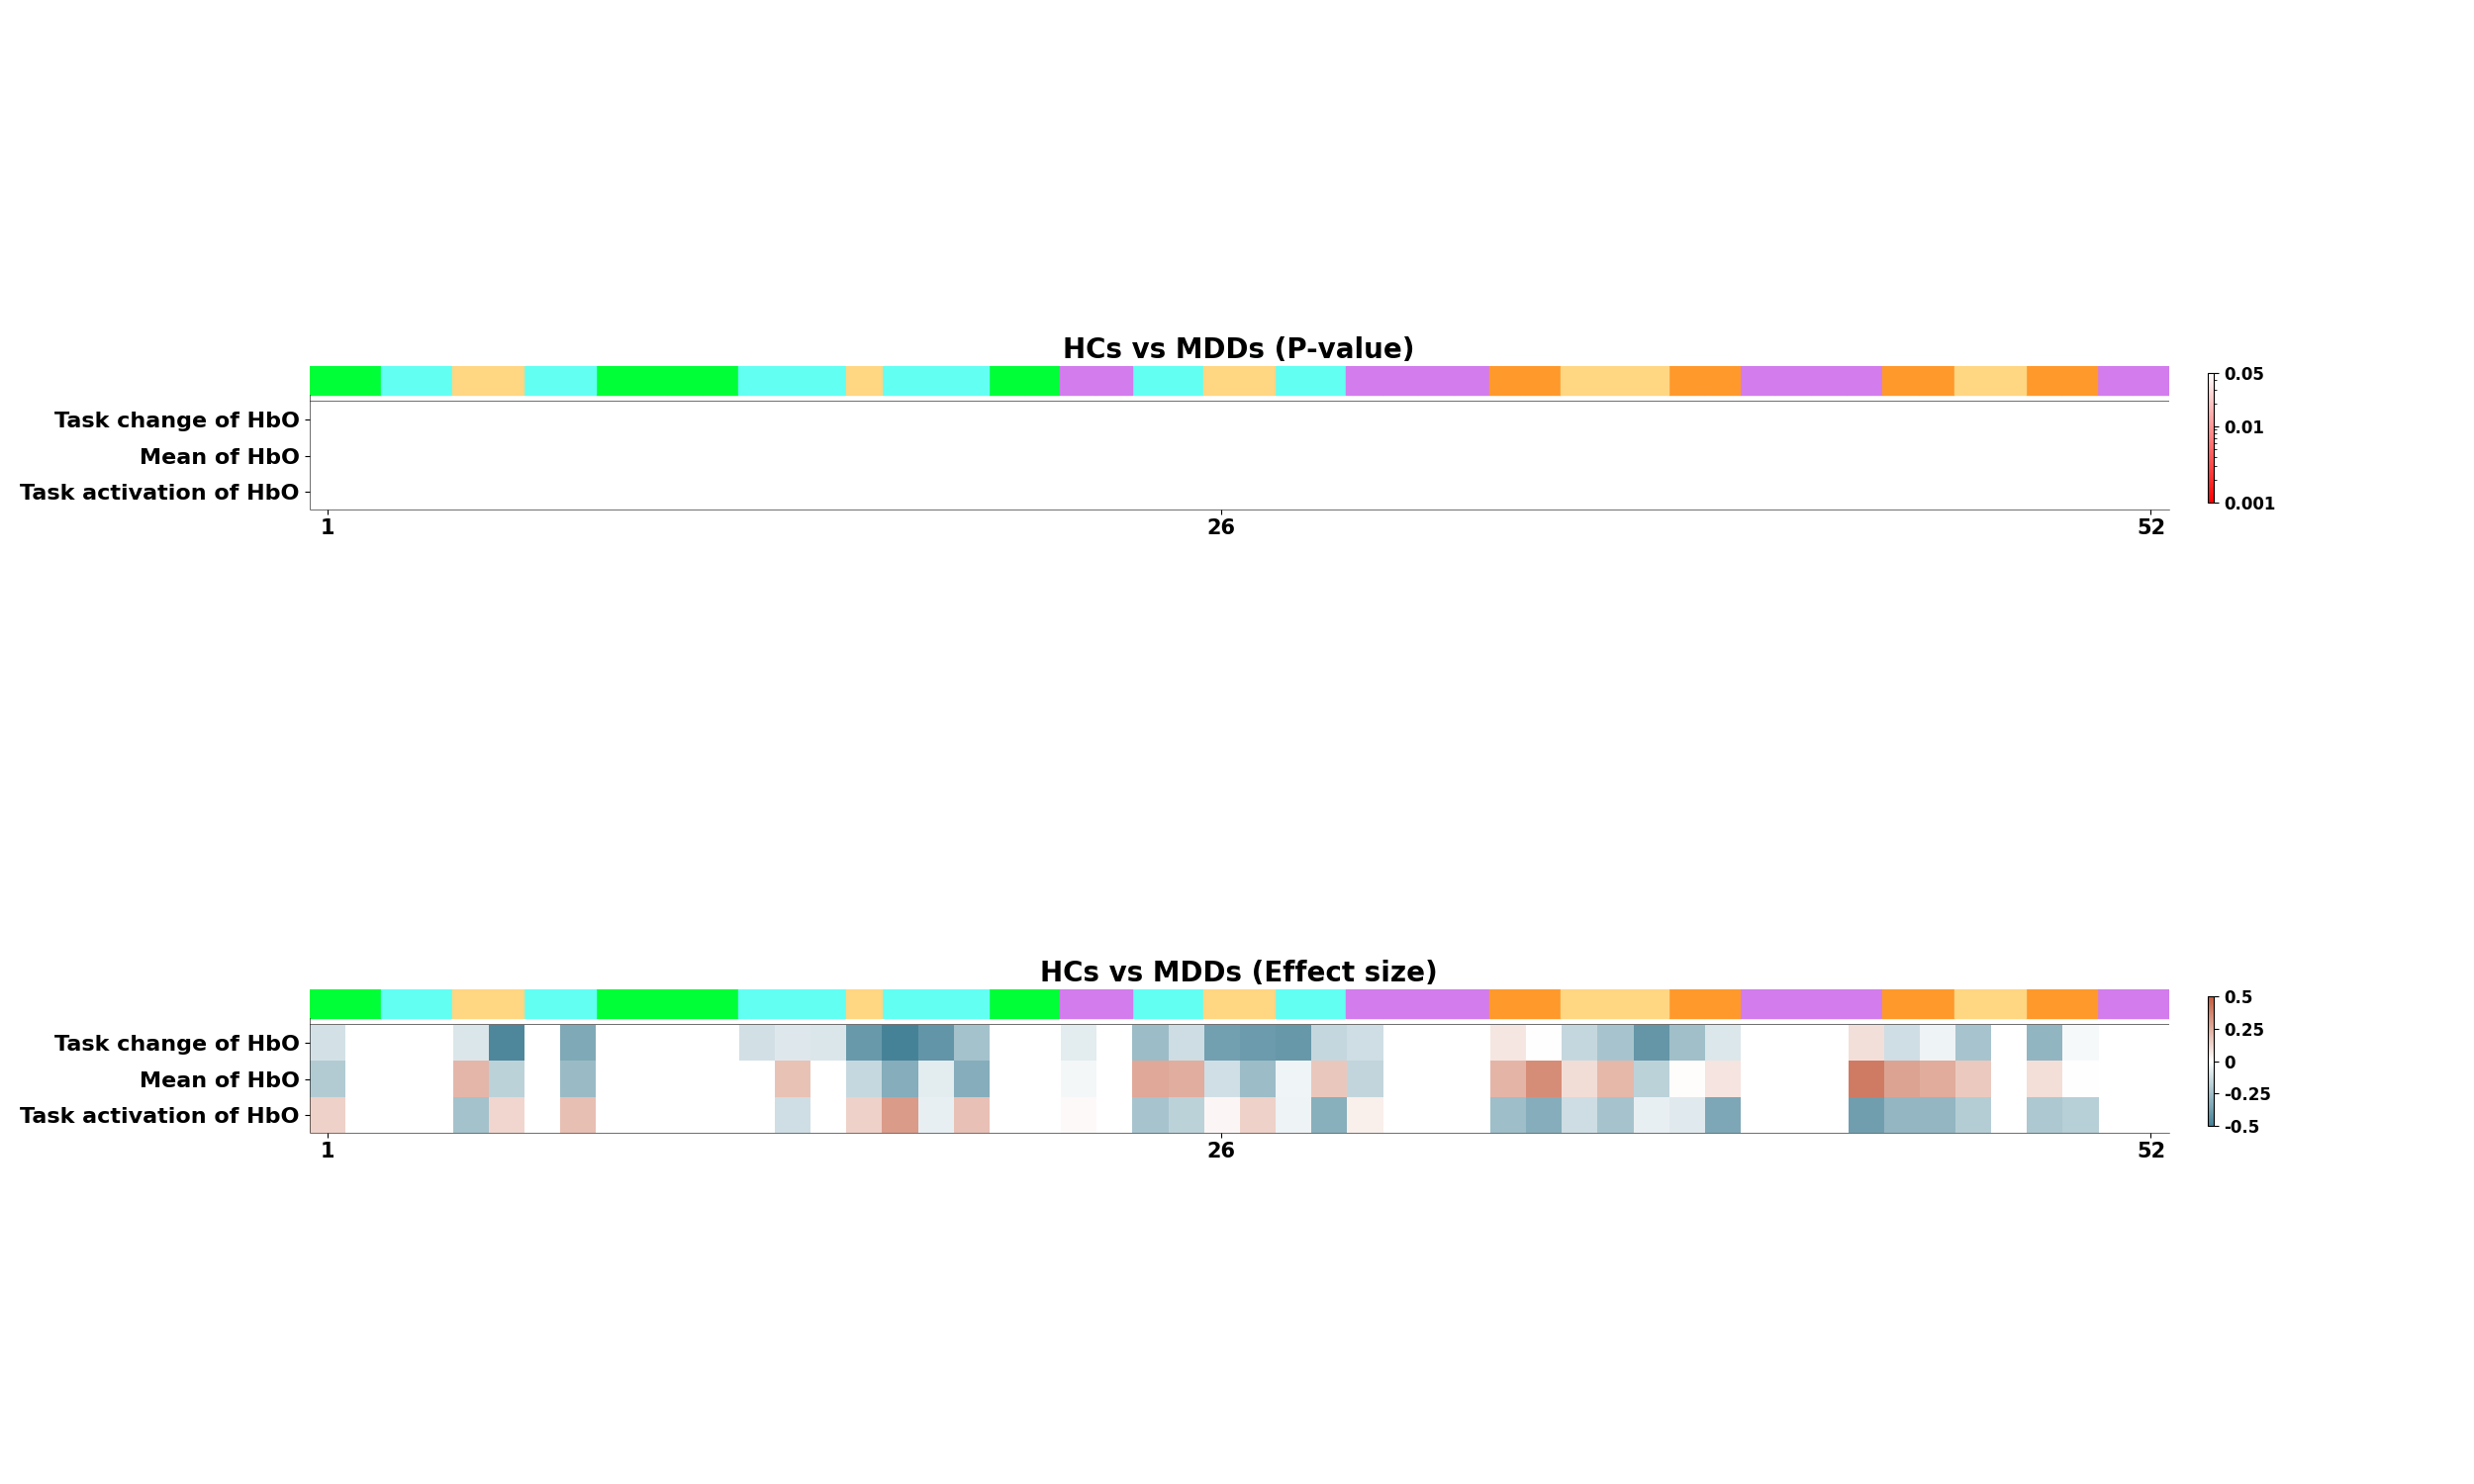 HCs vs MDDs (P-value)
Task change of HbO
Mean of HbO
Task activation of HbO
1 26 52
0.05
0.01
0.001
HCs vs MDDs (Effect size)
Task change of HbO
Mean of HbO
Task activation of HbO
1 26 52
0.5
0.25
0
-0.25
-0.5